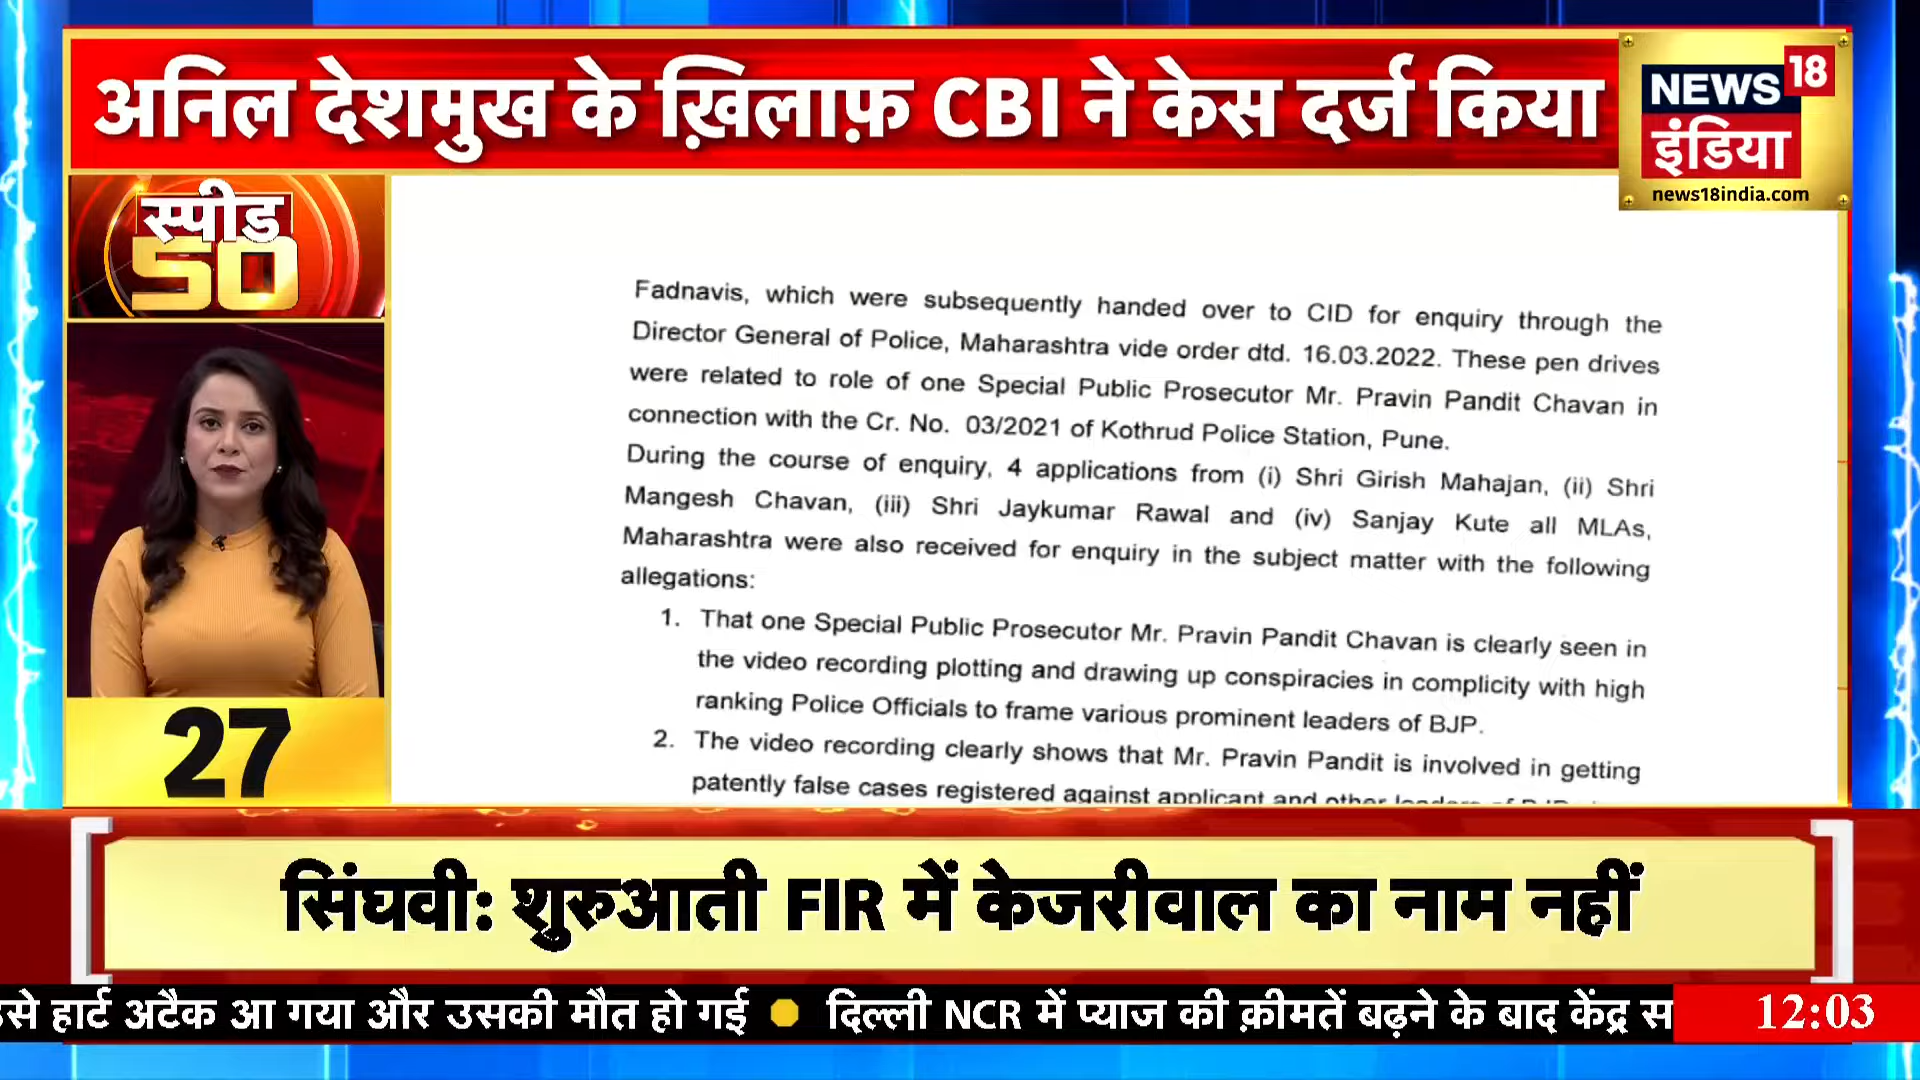 अनिल देशमुख के ख़िलाफ़ CBI ने केस दर्ज किया
NEWS 18
इंडिया
news18india.com
स्पीड
50
Fadnavis, which were subsequently handed over to CID for enquiry through the
Director General of Police, Maharashtra vide order dtd. 16.03.2022. These pen drives
were related to role of one Special Public Prosecutor Mr. Pravin Pandit Chavan in
connection with the Cr. No. 03/2021 of Kothrud Police Station, Pune.
During the course of enquiry, 4 applications from (i) Shri Girish Mahajan, (ii) Shri
Mangesh Chavan, (iii) Shri Jaykumar Rawal and (iv) Sanjay Kute all MLAs,
Maharashtra were also received for enquiry in the subject matter with the following
allegations:
1. That one Special Public Prosecutor Mr. Pravin Pandit Chavan is clearly seen in
the video recording plotting and drawing up conspiracies in complicity with high
ranking Police Officials to frame various prominent leaders of BJP.
2. The video recording clearly shows that Mr. Pravin Pandit is involved in getting
patently false cases registered against applicant and other
27
सिंघवी: शुरुआती FIR में केजरीवाल का नाम नहीं
से हार्ट अटैक आ गया और उसकी मौत हो गई
दिल्ली NCR में प्याज की क़ीमतें बढ़ने के बाद केंद्र स
12:03